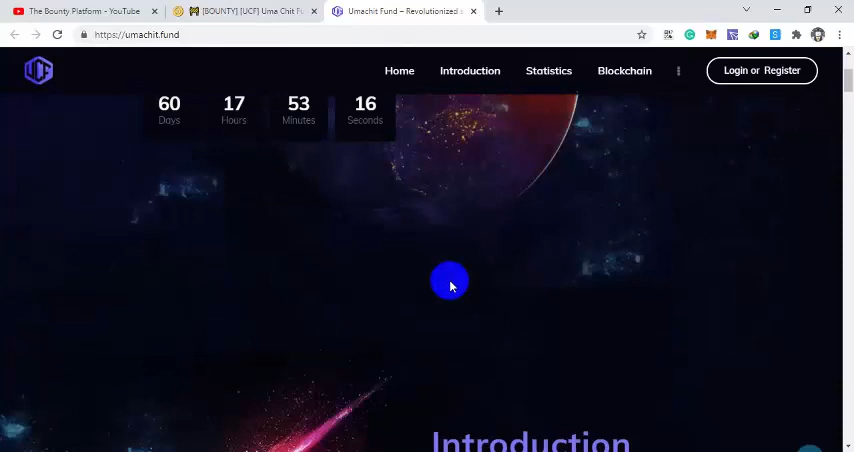 The Bounty Platform - YouTube
[BOUNTY] [UCF] Uma Chit Fu
Umachit Fund – Revolutionized
https://umachit.fund
UCF
Home
Introduction
Statistics
Blockchain
Login or Register
60
17
53
16
Days
Hours
Minutes
Seconds
Introduction